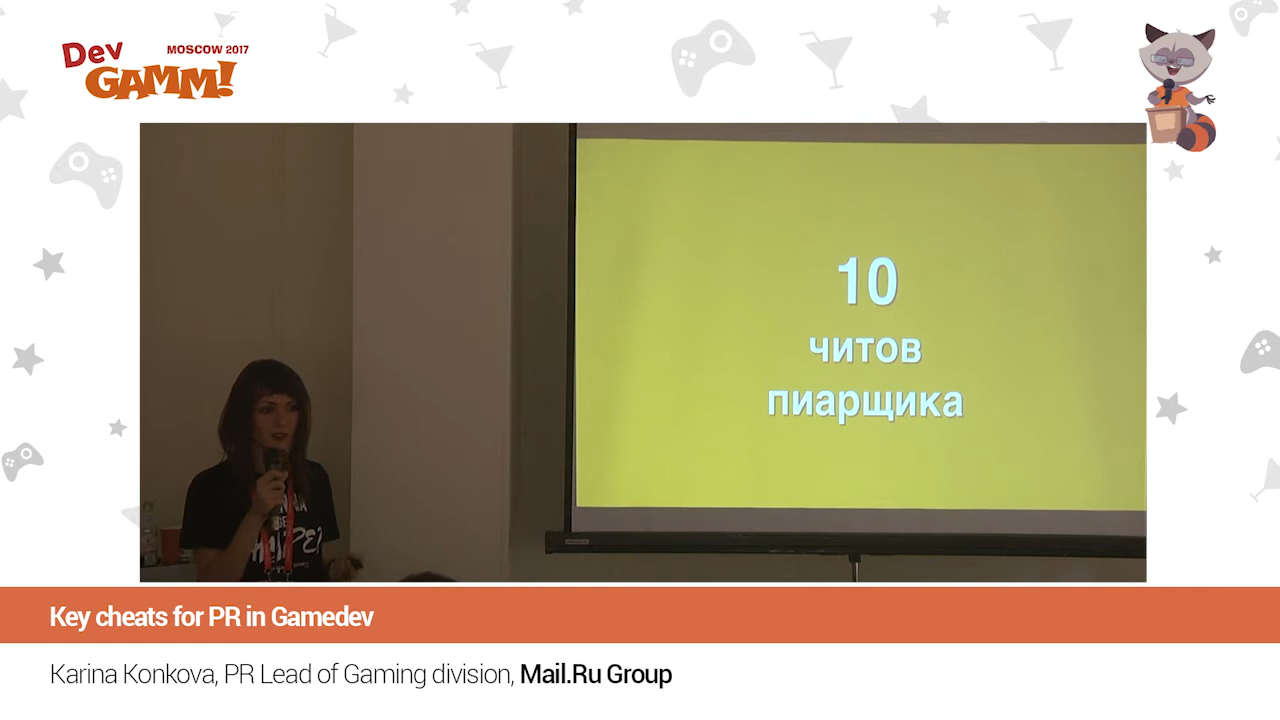 Dev
GAMM!
MOSCOW 2017
10
читов
пиарщика
Key cheats for PR in Gamedev
Karina Konkova, PR Lead of Gaming division, Mail.Ru Group